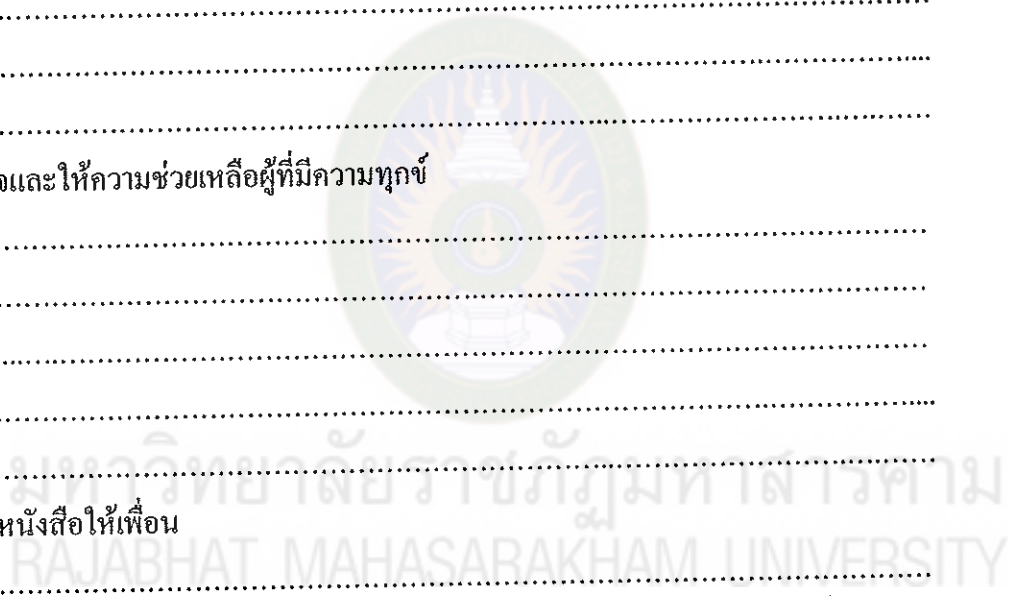 และให้ความช่วยเหลือผู้ที่มีความทุกข์
มหาวิทยาลัยราชภัฏมหาสารคาม
หนังสือให้เพื่อน
RAJABHAT MAHASARAKHAM UNIVERSITY